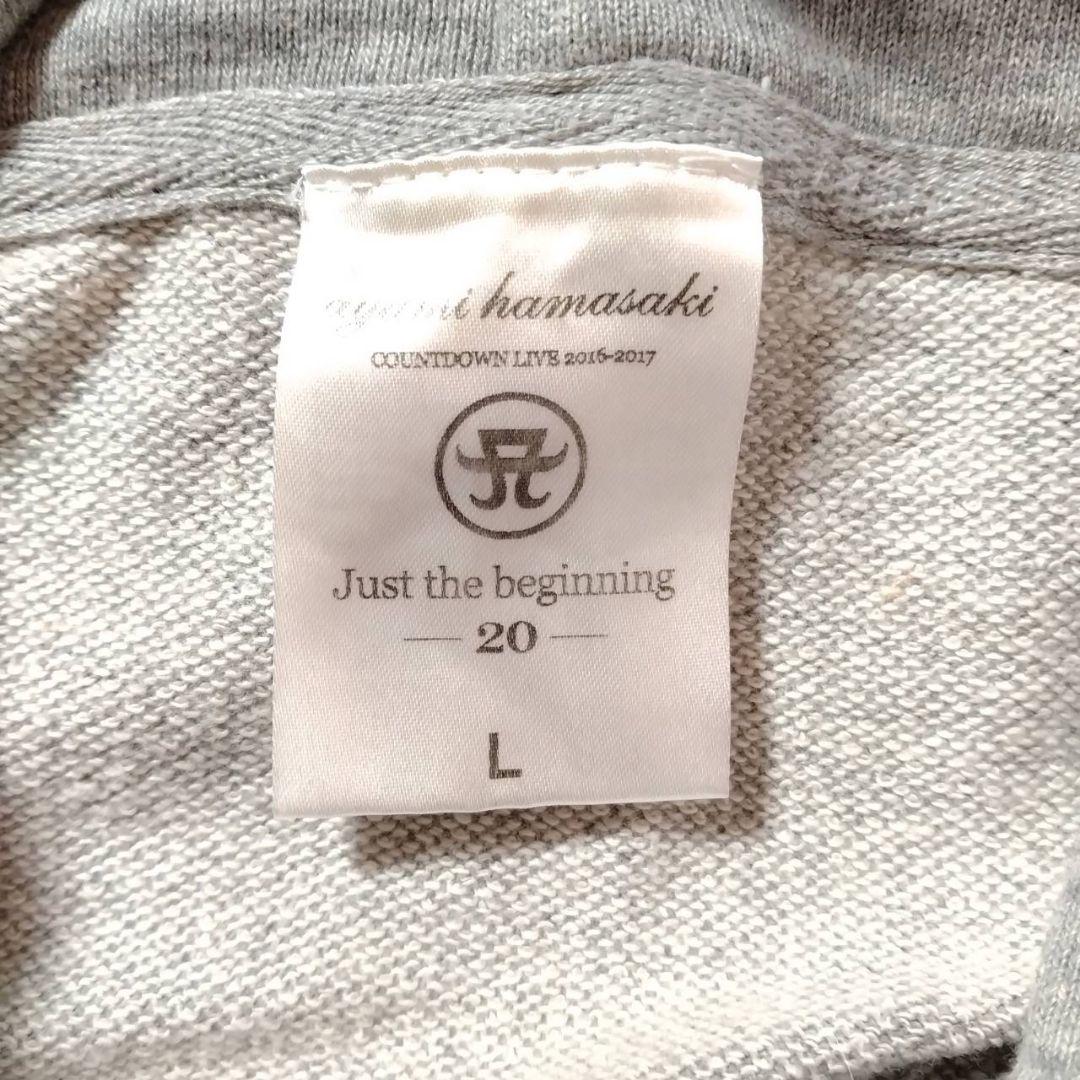 ayumi hamasaki
COUNTDOWN LIVE 2016-2017
Just the beginning
20
L